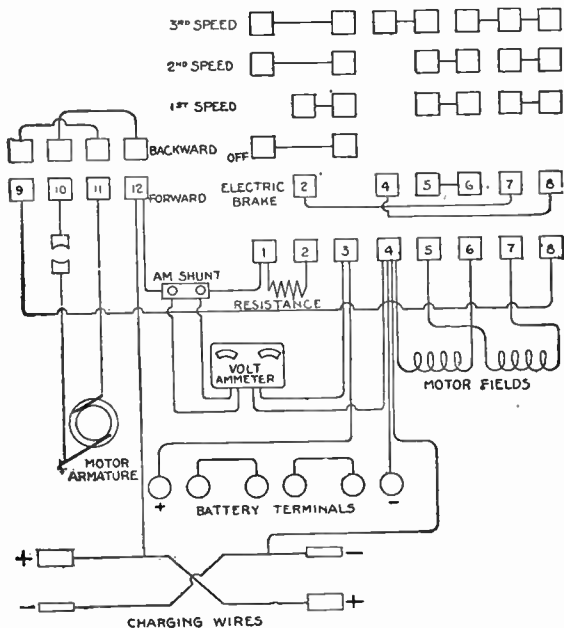 3RD SPEED
2ND SPEED
1ST SPEED
BACKWARD
OFF
9 10 11 12 FORWARD
ELECTRIC BRAKE
2 4 5 6 7 8
1 2 3 4 5 6 7 8
AM SHUNT
RESISTANCE
VOLT AMMETER
MOTOR FIELDS
+
MOTOR ARMATURE
+ BATTERY TERMINALS -
+ -
- +
CHARGING WIRES